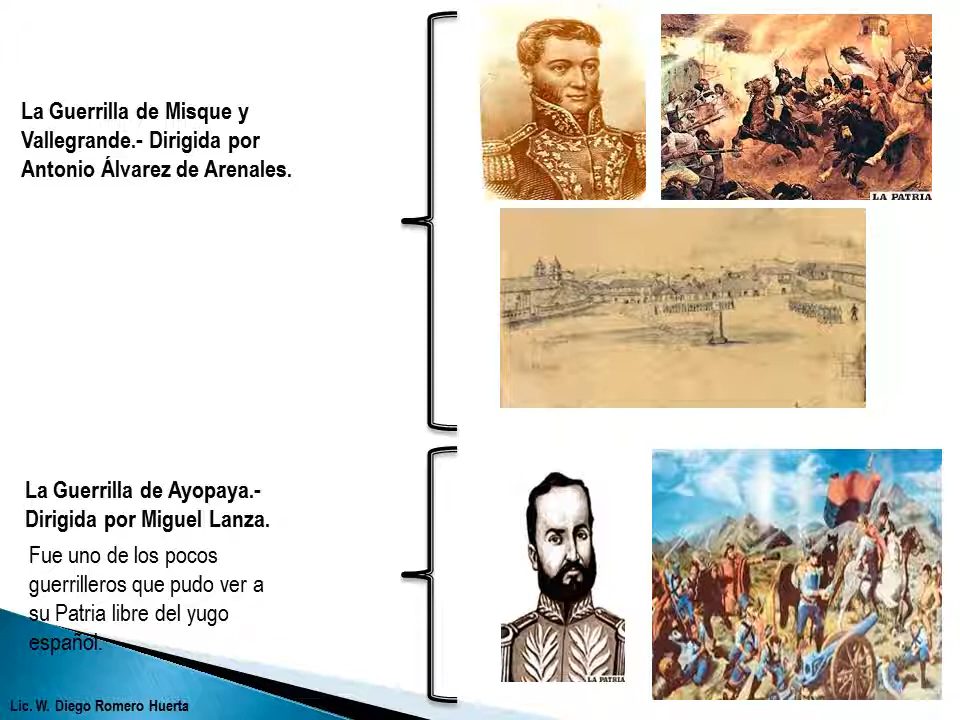 La Guerrilla de Misque y
Vallegrande.- Dirigida por
Antonio Álvarez de Arenales.
LA PATRIA
La Guerrilla de Ayopaya.-
Dirigida por Miguel Lanza.
Fue uno de los pocos
guerrilleros que pudo ver a
su Patria libre del yugo
español.
LA PATRIA
Lic. W. Diego Romero Huerta